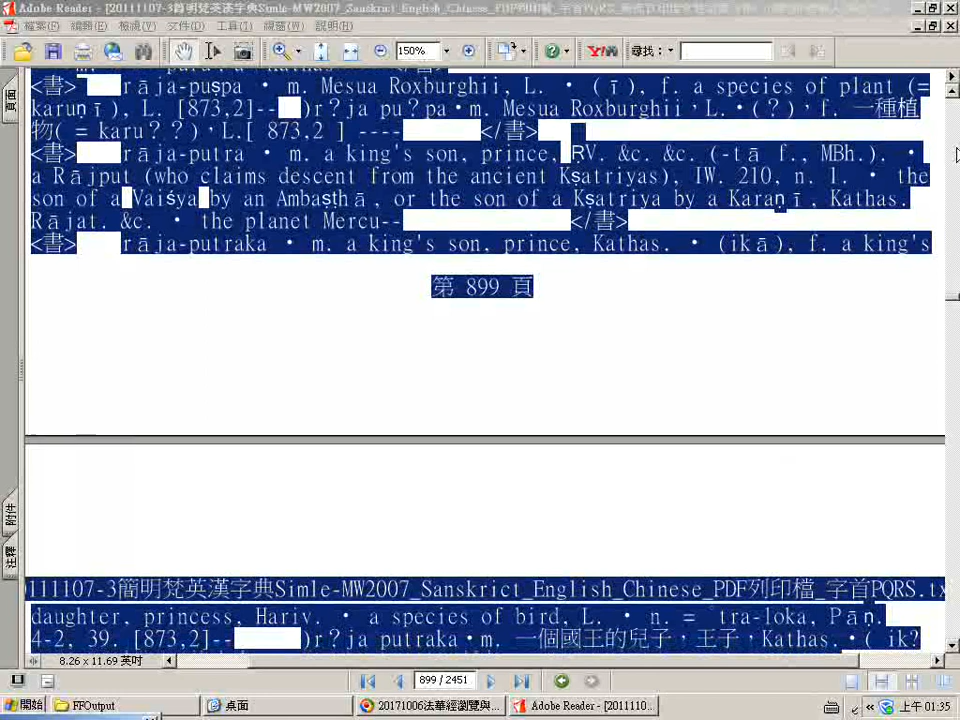 Adobe Reader - [20111107-3簡明梵英漢字典Simle-MW2007_Sanskrict_English_Chinese_PDF列印檔_字首PQRS
檔案(F) 編輯(E) 檢視(V) 文件(D) 工具(T) 視窗(W) 說明(H)
150% 尋找:
頁面
<書> rāja-puṣpa ‧ m. Mesua Roxburghii, L. ‧ (ī), f. a species of plant (=
karuṇī), L. [873,2]-- )r？ja pu？pa‧m. Mesua Roxburghii，L.‧(？)，f. 一種植
物( = karu？？)，L.[ 873.2 ] ---- </書>
<書> rāja-putra ‧ m. a king's son, prince, ṚV. &c. &c. (-tā f., MBh.). ‧
a Rājput (who claims descent from the ancient Kṣatriyas), IW. 210, n. 1. ‧ the
son of a Vaiśya by an Ambaṣṭhā, or the son of a Kṣatriya by a Karaṇī, Kathas.
Rājat. &c. ‧ the planet Mercu-- </書>
<書> rāja-putraka ‧ m. a king's son, prince, Kathas. ‧ (ikā), f. a king's
第 899 頁
附件
注釋
111107-3簡明梵英漢字典Simle-MW2007_Sanskrict_English_Chinese_PDF列印檔_字首PQRS.tx
daughter, princess, Hariv. ‧ a species of bird, L. ‧ n. = °tra-loka, Pāṇ.
4-2, 39. [873,2]-- )r？ja putraka‧m. 一個國王的兒子，王子，Kathas.‧( ik?
8.26 x 11.69 英吋
899 / 2451
開始 FFOutput 桌面 20171006法華經瀏覽與... Adobe Reader - [2011110... 上午 01:35